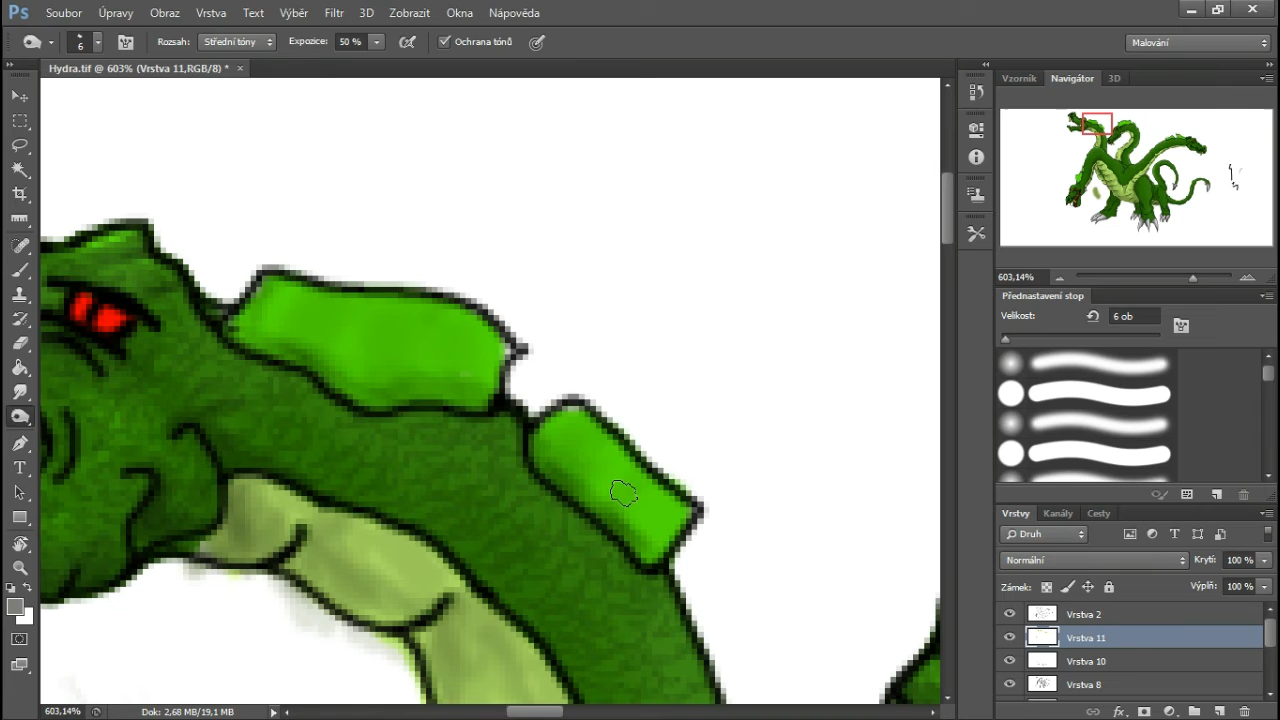 Ps Soubor Úpravy Obraz Vrstva Text Výběr Filtr 3D Zobrazit Okna Nápověda
6 Rozsah: Střední tóny Expozice: 50 % Ochrana tónů Malování
Hydra.tif @ 603% (Vrstva 11,RGB/8) * ×
Vzorník Navigátor 3D
603,14%
Přednastavení stop
Velikost: 6 ob
Vrstvy Kanály Cesty
Druh
Normální Krytí: 100 %
Zámek: Výplň: 100 %
Vrstva 2
Vrstva 11
Vrstva 10
Vrstva 8
603,14% Dok: 2,68 MB/19,1 MB